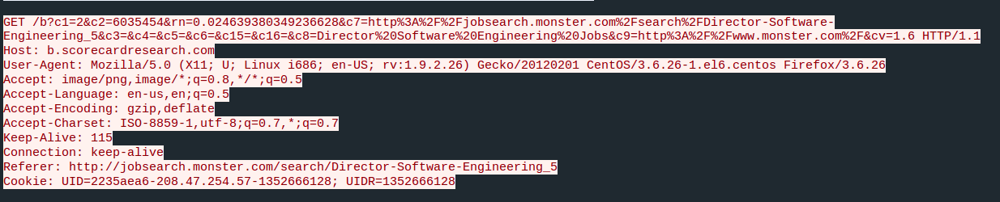 GET /b?c1=2&c2=6035454&rn=0.024639380349236628&c7=http%3A%2F%2Fjobsearch.monster.com%2Fsearch%2FDirector-Software-
Engineering_5&c3=&c4=&c5=&c6=&c15=&c16=&c8=Director%20Software%20Engineering%20Jobs&c9=http%3A%2F%2Fwww.monster.com%2F&cv=1.6 HTTP/1.1
Host: b.scorecardresearch.com
User-Agent: Mozilla/5.0 (X11; U; Linux i686; en-US; rv:1.9.2.26) Gecko/20120201 CentOS/3.6.26-1.el6.centos Firefox/3.6.26
Accept: image/png,image/*;q=0.8,*/*;q=0.5
Accept-Language: en-us,en;q=0.5
Accept-Encoding: gzip,deflate
Accept-Charset: ISO-8859-1,utf-8;q=0.7,*;q=0.7
Keep-Alive: 115
Connection: keep-alive
Referer: http://jobsearch.monster.com/search/Director-Software-Engineering_5
Cookie: UID=2235aea6-208.47.254.57-1352666128; UIDR=1352666128